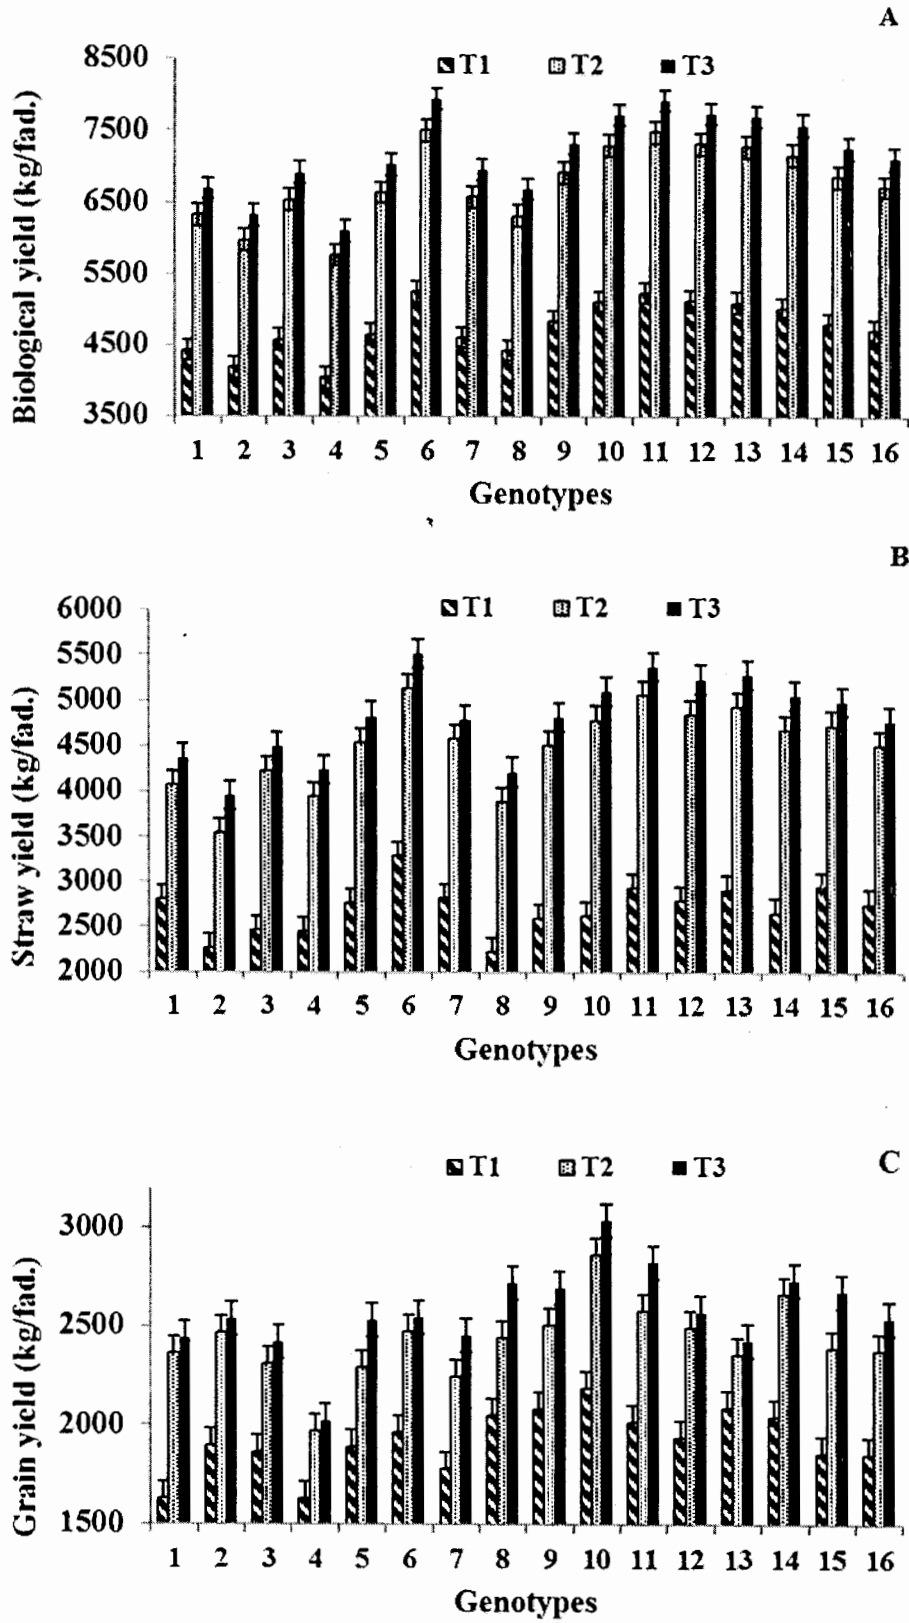 A
8500
T1 T2 T3
7500
6500
5500
4500
3500
Biological yield (kg/fad.)
1 2 3 4 5 6 7 8 9 10 11 12 13 14 15 16
Genotypes
B
6000
T1 T2 T3
5500
5000
4500
4000
3500
3000
2500
2000
Straw yield (kg/fad.)
1 2 3 4 5 6 7 8 9 10 11 12 13 14 15 16
Genotypes
T1 T2 T3 C
3000
2500
2000
1500
Grain yield (kg/fad.)
1 2 3 4 5 6 7 8 9 10 11 12 13 14 15 16
Genotypes